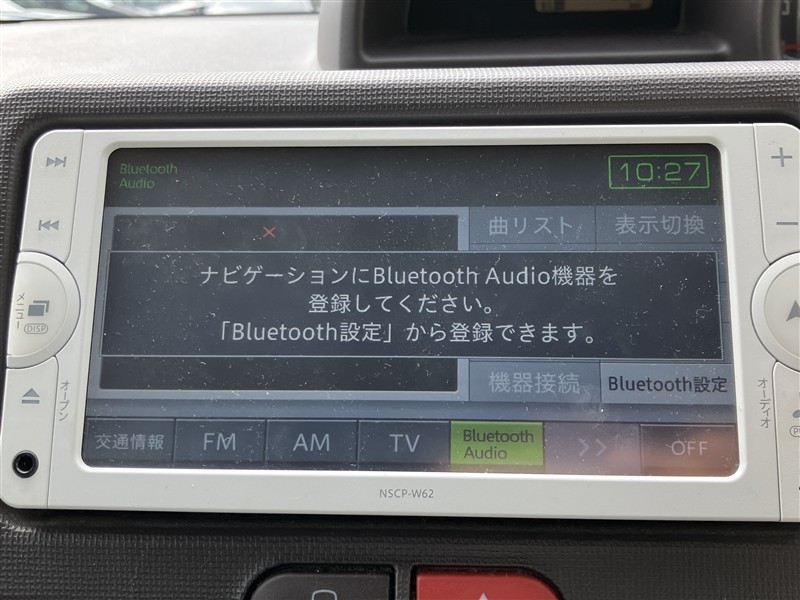 Bluetooth
Audio
10:27
曲リスト
表示切換
ナビゲーションにBluetooth Audio機器を
登録してください。
「Bluetooth設定」から登録できます。
機器接続
Bluetooth設定
交通情報
FM
AM
TV
Bluetooth
Audio
>>
OFF
メニュー
DISP
オープン
オーディオ
NSCP-W62